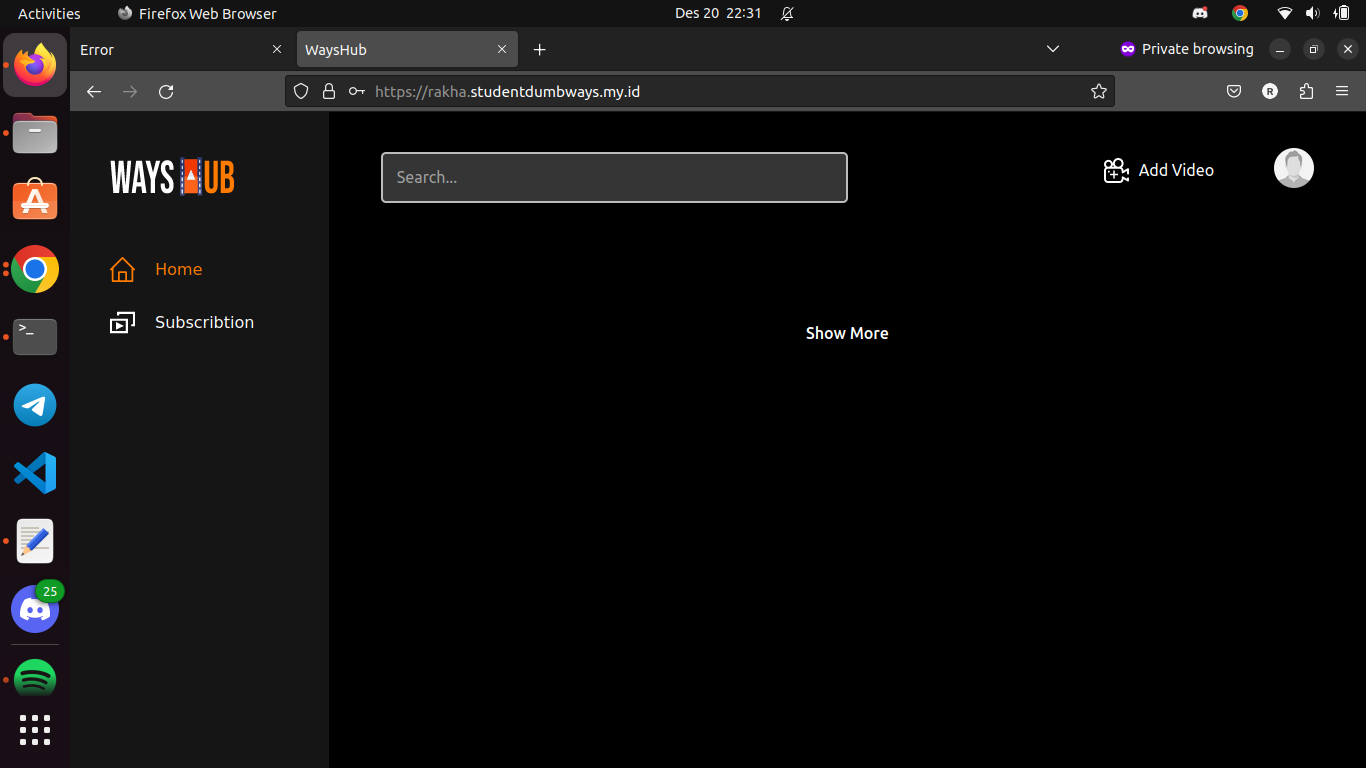 Activities
Firefox Web Browser
Des 20 22:31
Error
WaysHub
Private browsing
https://rakha.studentdumbways.my.id
R
WAYS HUB
Search...
Add Video
Home
Subscribtion
Show More
>_
25